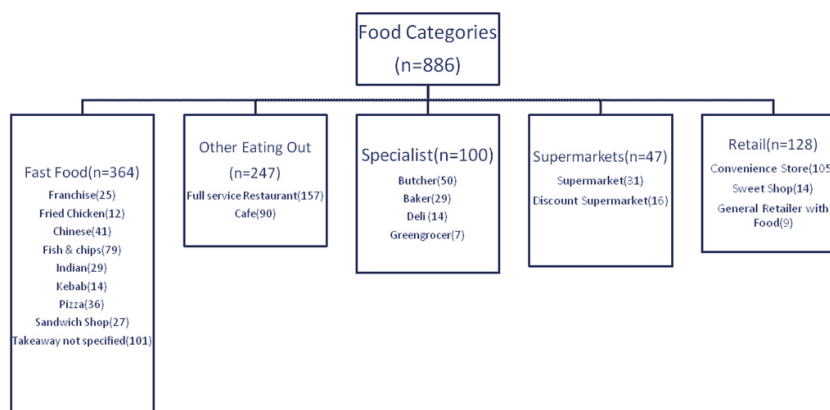 Food Categories
(n=886)
Fast Food(n=364)
Franchise(25)
Fried Chicken(12)
Chinese(41)
Fish & chips(79)
Indian(29)
Kebab(14)
Pizza(36)
Sandwich Shop(27)
Takeaway not specified(101)
Other Eating Out
(n=247)
Full service Restaurant(157)
Cafe(90)
Specialist(n=100)
Butcher(50)
Baker(29)
Deli (14)
Greengrocer(7)
Supermarkets(n=47)
Supermarket(31)
Discount Supermarket(16)
Retail(n=128)
Convenience Store(105
Sweet Shop(14)
General Retailer with
Food(9)